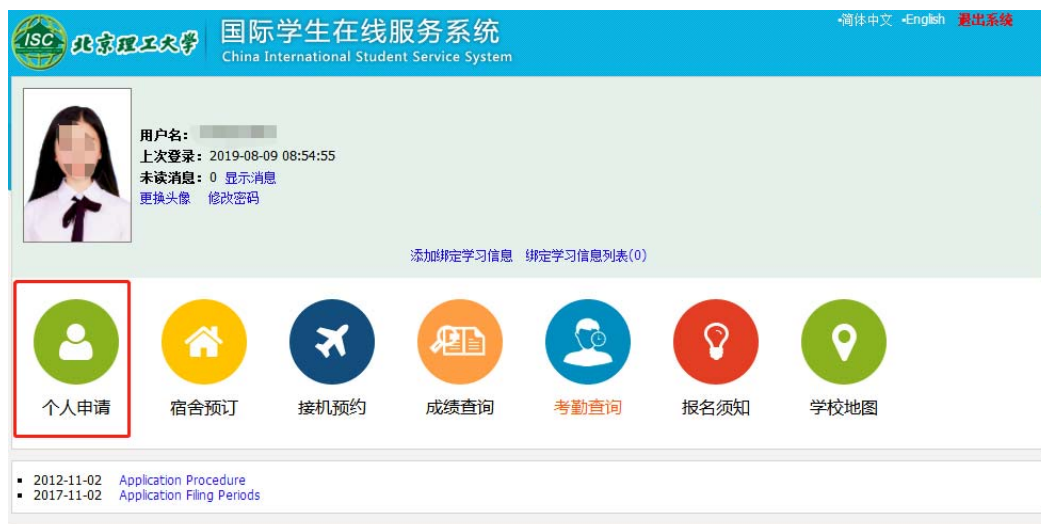 •简体中文 •English 退出系统
ISC 北京理工大学 国际学生在线服务系统
China International Student Service System
用户名：
上次登录：2019-08-09 08:54:55
未读消息：0 显示消息
更换头像 修改密码
添加绑定学习信息 绑定学习信息列表(0)
个人申请 宿舍预订 接机预约 成绩查询 考勤查询 报名须知 学校地图
2012-11-02 Application Procedure
2017-11-02 Application Filing Periods